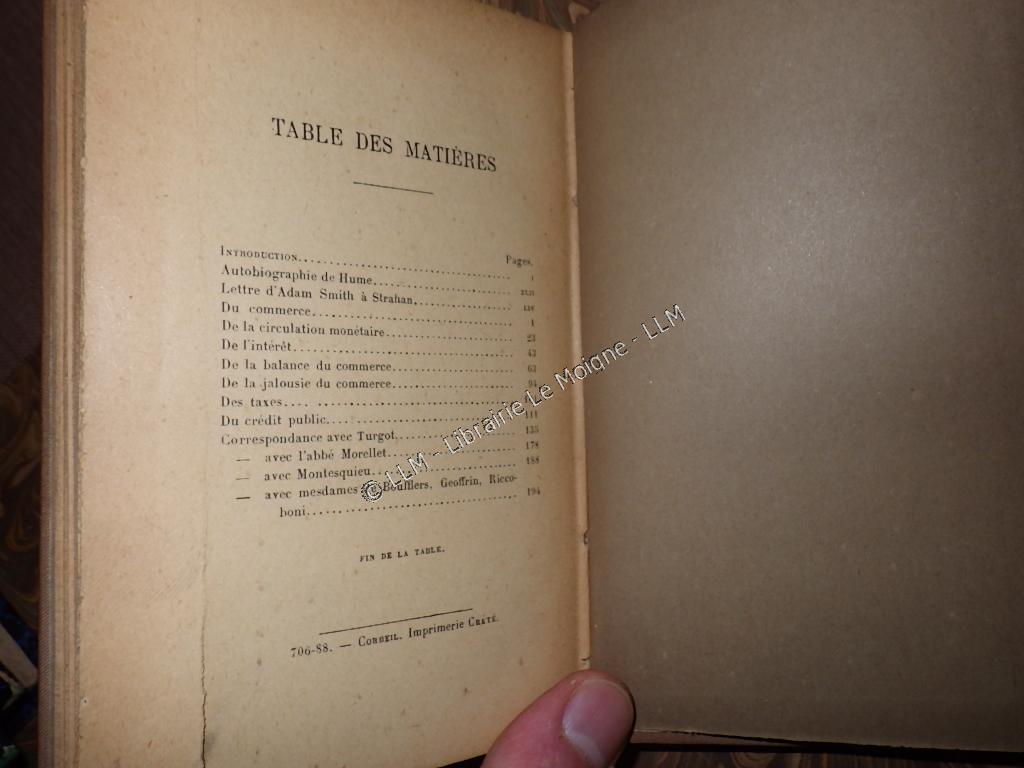 TABLE DES MATIÈRES
Pages.
INTRODUCTION........ I
Autobiographie de Hume........
Lettre d'Adam Smith à Strahan........
Du commerce........ 1
De la circulation monétaire........ 23
De l'intérêt........ 43
De la balance du commerce........ 63
De la jalousie du commerce........ 94
Des taxes........
Du crédit public........ 111
Correspondance avec Turgot........ 135
— avec l'abbé Morellet........ 178
— avec Montesquieu........ 188
— avec mesdames de Boufflers, Geoffrin, Ricco-
boni........ 194
FIN DE LA TABLE.
706-88. — CORBEIL. Imprimerie CRÉTÉ.
© LLM - Librairie Le Moigne - LLM